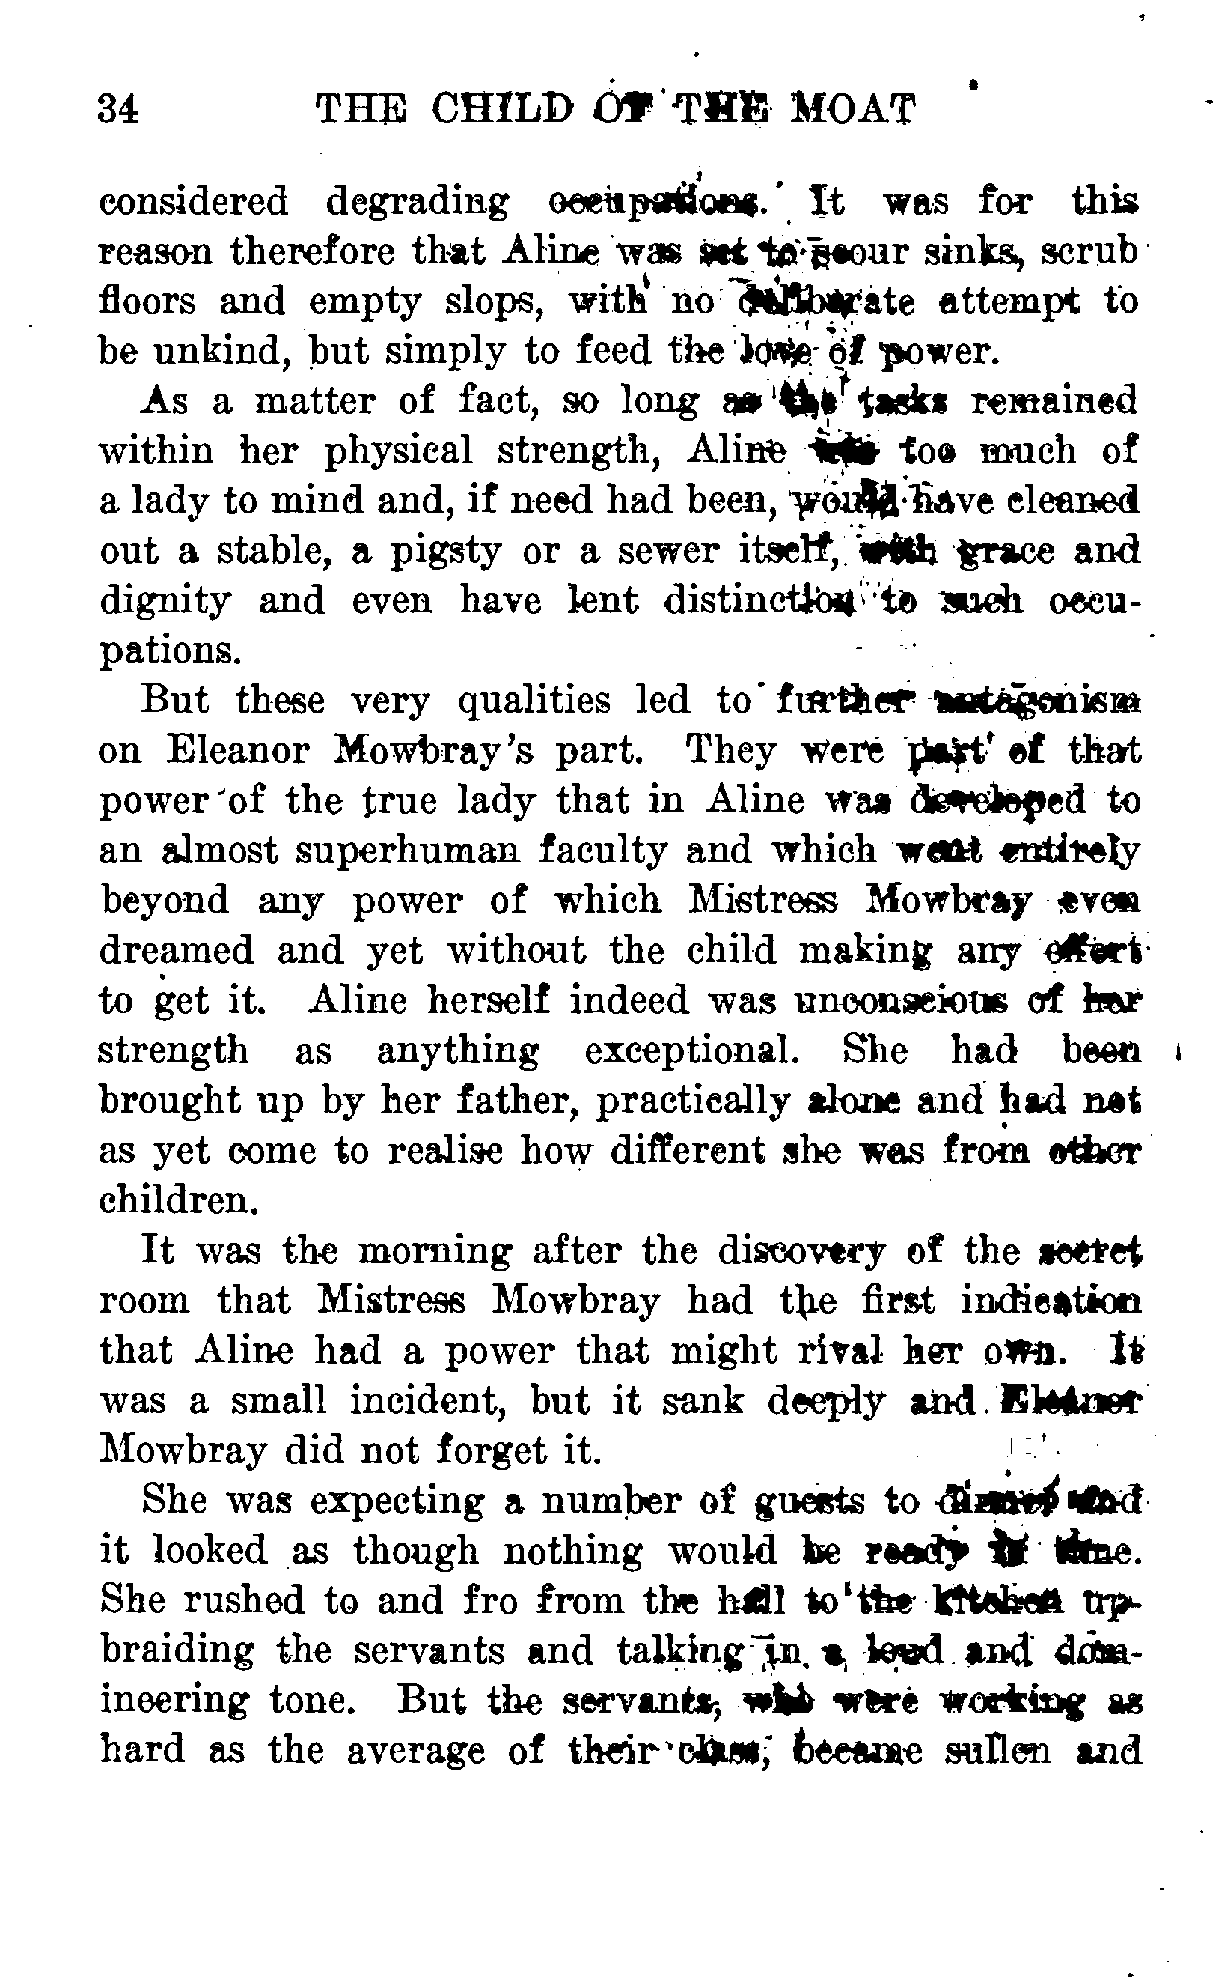 34 THE CHILD OF THE MOAT
considered degrading occupations. It was for this
reason therefore that Aline was set to scour sinks, scrub
floors and empty slops, with no deliberate attempt to
be unkind, but simply to feed the love of power.
As a matter of fact, so long as the tasks remained
within her physical strength, Aline was too much of
a lady to mind and, if need had been, would have cleaned
out a stable, a pigsty or a sewer itself, with grace and
dignity and even have lent distinction to such occu-
pations.
But these very qualities led to further antagonism
on Eleanor Mowbray's part. They were part of that
power of the true lady that in Aline was developed to
an almost superhuman faculty and which went entirely
beyond any power of which Mistress Mowbray even
dreamed and yet without the child making any effort
to get it. Aline herself indeed was unconscious of her
strength as anything exceptional. She had been
brought up by her father, practically alone and had not
as yet come to realise how different she was from other
children.
It was the morning after the discovery of the secret
room that Mistress Mowbray had the first indication
that Aline had a power that might rival her own. It
was a small incident, but it sank deeply and Eleanor
Mowbray did not forget it.
She was expecting a number of guests to dinner and
it looked as though nothing would be ready in time.
She rushed to and fro from the hall to the kitchen up-
braiding the servants and talking in a loud and dom-
ineering tone. But the servants, who were working as
hard as the average of their class, became sullen and